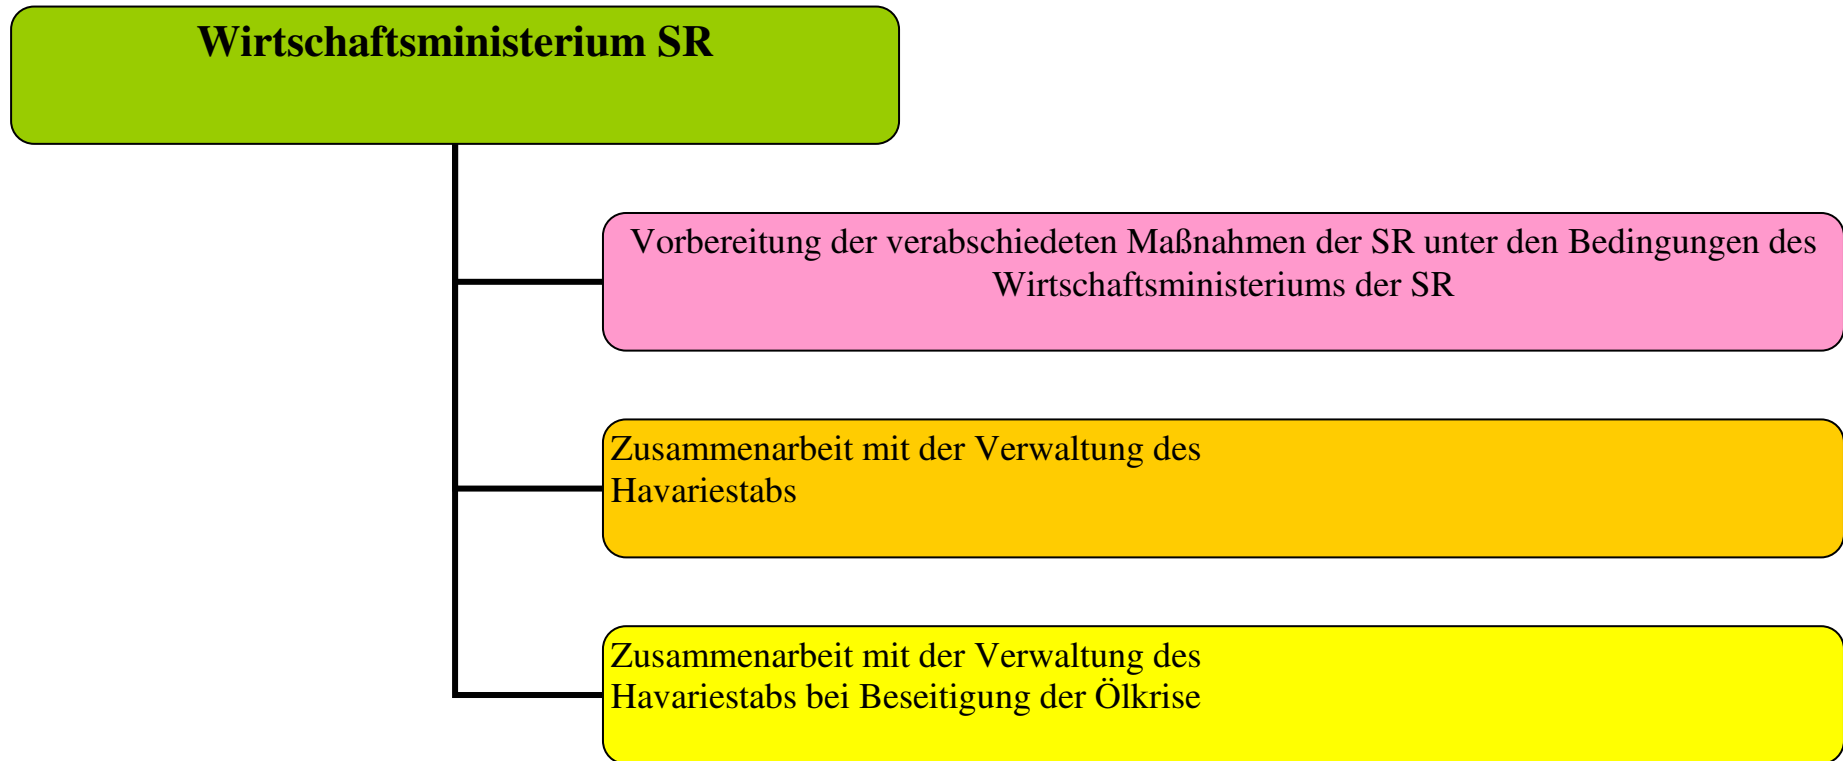 Wirtschaftsministerium SR
Vorbereitung der verabschiedeten Maßnahmen der SR unter den Bedingungen des
Wirtschaftsministeriums der SR
Zusammenarbeit mit der Verwaltung des
Havariestabs
Zusammenarbeit mit der Verwaltung des
Havariestabs bei Beseitigung der Ölkrise